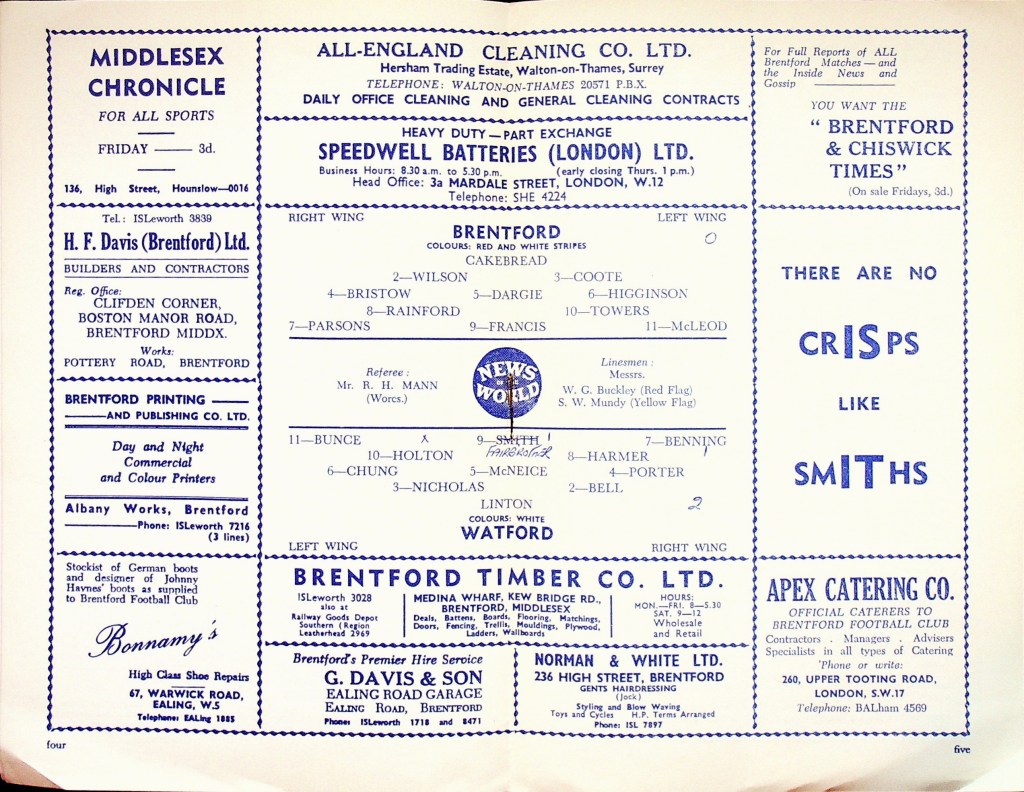 MIDDLESEX
CHRONICLE
FOR ALL SPORTS
FRIDAY —— 3d.
136, High Street, Hounslow—0016
Tel.: ISLeworth 3839
H. F. Davis (Brentford) Ltd.
BUILDERS AND CONTRACTORS
Reg. Office:
CLIFDEN CORNER,
BOSTON MANOR ROAD,
BRENTFORD MIDDX.
Works:
POTTERY ROAD, BRENTFORD
BRENTFORD PRINTING ——
——AND PUBLISHING CO. LTD.
Day and Night
Commercial
and Colour Printers
Albany Works, Brentford
——Phone: ISLeworth 7216
(3 lines)
Stockist of German boots
and designer of Johnny
Haynes' boots as supplied
to Brentford Football Club
Bonnamy's
High Class Shoe Repairs
67, WARWICK ROAD,
EALING, W.5
Telephone: EALing 1885
ALL-ENGLAND CLEANING CO. LTD.
Hersham Trading Estate, Walton-on-Thames, Surrey
TELEPHONE: WALTON-ON-THAMES 20571 P.B.X.
DAILY OFFICE CLEANING AND GENERAL CLEANING CONTRACTS
HEAVY DUTY—PART EXCHANGE
SPEEDWELL BATTERIES (LONDON) LTD.
Business Hours: 8.30 a.m. to 5.30 p.m. (early closing Thurs. 1 p.m.)
Head Office: 3a MARDALE STREET, LONDON, W.12
Telephone: SHE 4224
RIGHT WING LEFT WING
BRENTFORD 0
COLOURS: RED AND WHITE STRIPES
CAKEBREAD
2—WILSON 3—COOTE
4—BRISTOW 5—DARGIE 6—HIGGINSON
8—RAINFORD 10—TOWERS
7—PARSONS 9—FRANCIS 11—McLEOD
Referee:
Mr. R. H. MANN
(Worcs.)
NEWS
OF THE
WORLD
Linesmen:
Messrs.
W. G. Buckley (Red Flag)
S. W. Mundy (Yellow Flag)
11—BUNCE x 9—SMITH 1 7—BENNING 1
10—HOLTON FAIRBROTHER 8—HARMER
6—CHUNG 5—McNEICE 4—PORTER
3—NICHOLAS 2—BELL
LINTON 2
COLOURS: WHITE
WATFORD
LEFT WING RIGHT WING
BRENTFORD TIMBER CO. LTD.
ISLeworth 3028
also at
Railway Goods Depot
Southern (Region
Leatherhead 2969
MEDINA WHARF, KEW BRIDGE RD.,
BRENTFORD, MIDDLESEX
Deals, Battens, Boards, Flooring, Matchings,
Doors, Fencing, Trellis, Mouldings, Plywood,
Ladders, Wallboards
HOURS:
MON.—FRI. 8—5.30
SAT. 9—12
Wholesale
and Retail
Brentford's Premier Hire Service
G. DAVIS & SON
EALING ROAD GARAGE
EALING ROAD, BRENTFORD
Phone: ISLeworth 1718 and 8471
NORMAN & WHITE LTD.
236 HIGH STREET, BRENTFORD
GENTS HAIRDRESSING
(Jock)
Styling and Blow Waving
Toys and Cycles H.P. Terms Arranged
Phone: ISL 7897
For Full Reports of ALL
Brentford Matches—and
the Inside News and
Gossip ——
YOU WANT THE
"BRENTFORD
& CHISWICK
TIMES"
(On sale Fridays, 3d.)
THERE ARE NO
CRISPS
LIKE
SMITHS
APEX CATERING CO.
OFFICIAL CATERERS TO
BRENTFORD FOOTBALL CLUB
Contractors . Managers . Advisers
Specialists in all types of Catering
'Phone or write:
260, UPPER TOOTING ROAD,
LONDON, S.W.17
Telephone: BALham 4569
four five